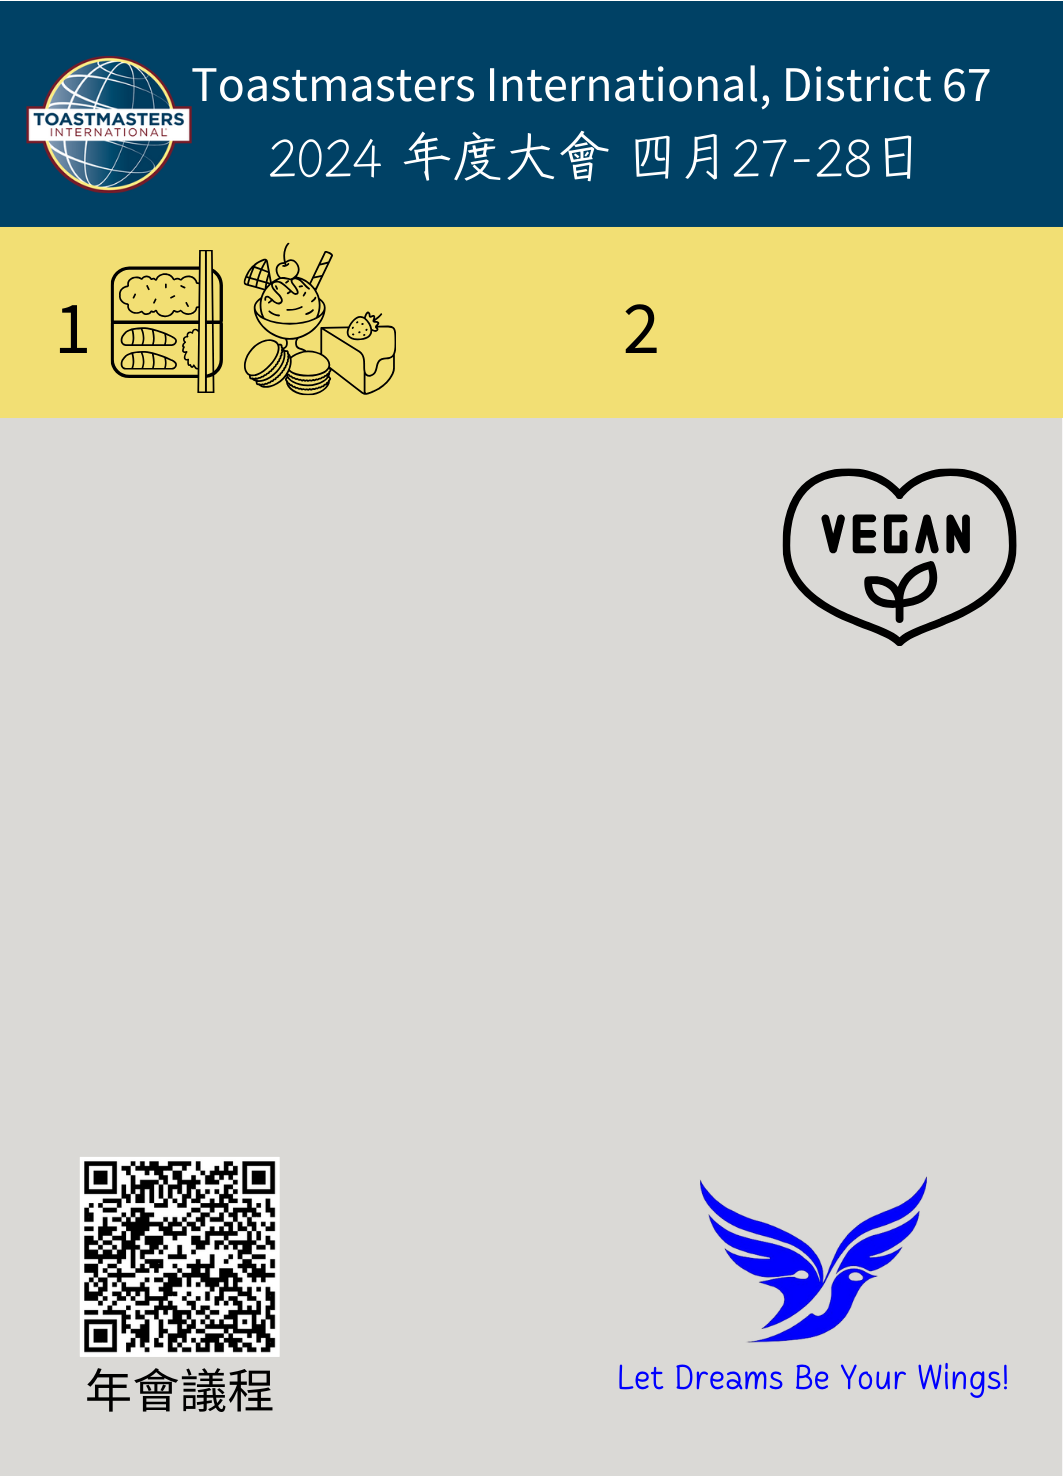 TOASTMASTERS
INTERNATIONAL
Toastmasters International, District 67
2024 年度大會 四月27-28日
1
2
VEGAN
年會議程
Let Dreams Be Your Wings!